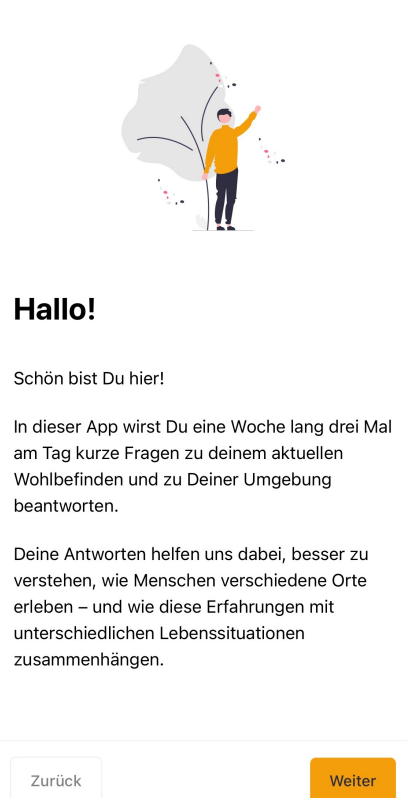 Hallo!
Schön bist Du hier!
In dieser App wirst Du eine Woche lang drei Mal
am Tag kurze Fragen zu deinem aktuellen
Wohlbefinden und zu Deiner Umgebung
beantworten.
Deine Antworten helfen uns dabei, besser zu
verstehen, wie Menschen verschiedene Orte
erleben – und wie diese Erfahrungen mit
unterschiedlichen Lebenssituationen
zusammenhängen.
Zurück
Weiter